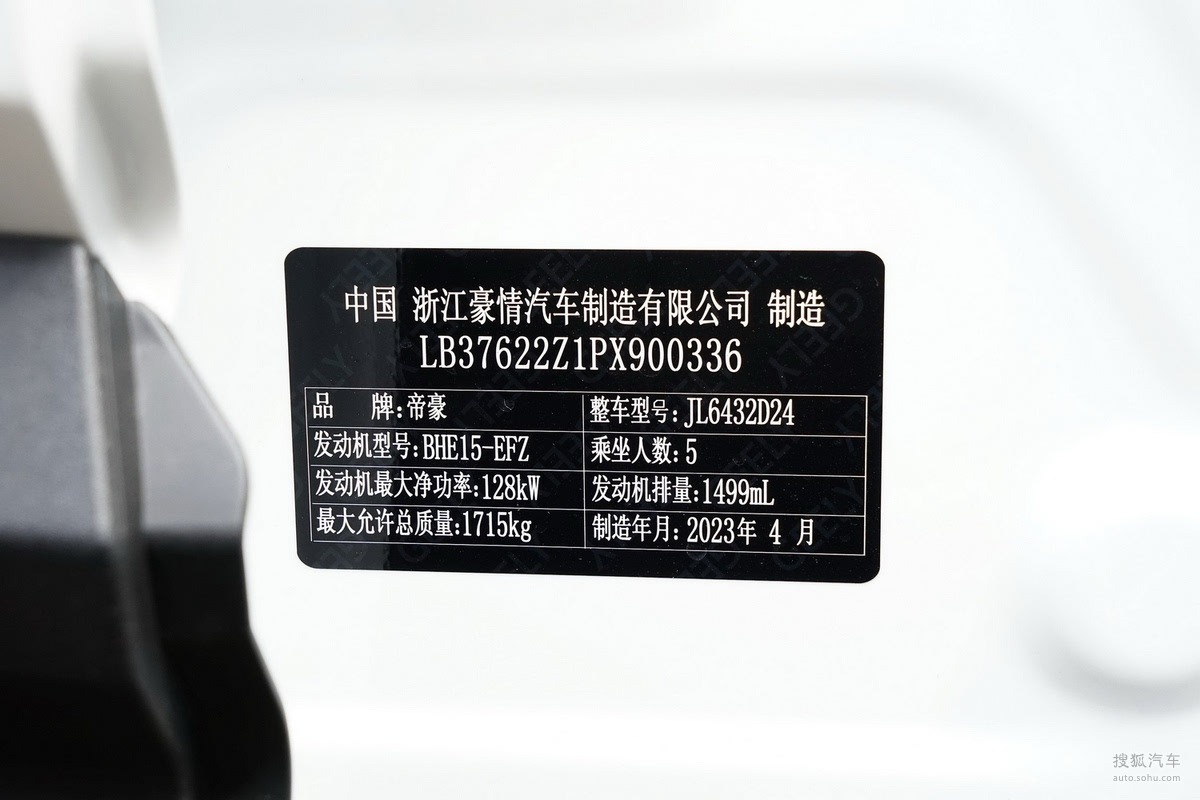 中国 浙江豪情汽车制造有限公司 制造
LB37622Z1PX900336
品 牌:帝豪 整车型号:JL6432D24
发动机型号:BHE15-EFZ 乘坐人数:5
发动机最大净功率:128kW 发动机排量:1499mL
最大允许总质量:1715kg 制造年月:2023年 4 月
搜狐汽车
auto.sohu.com